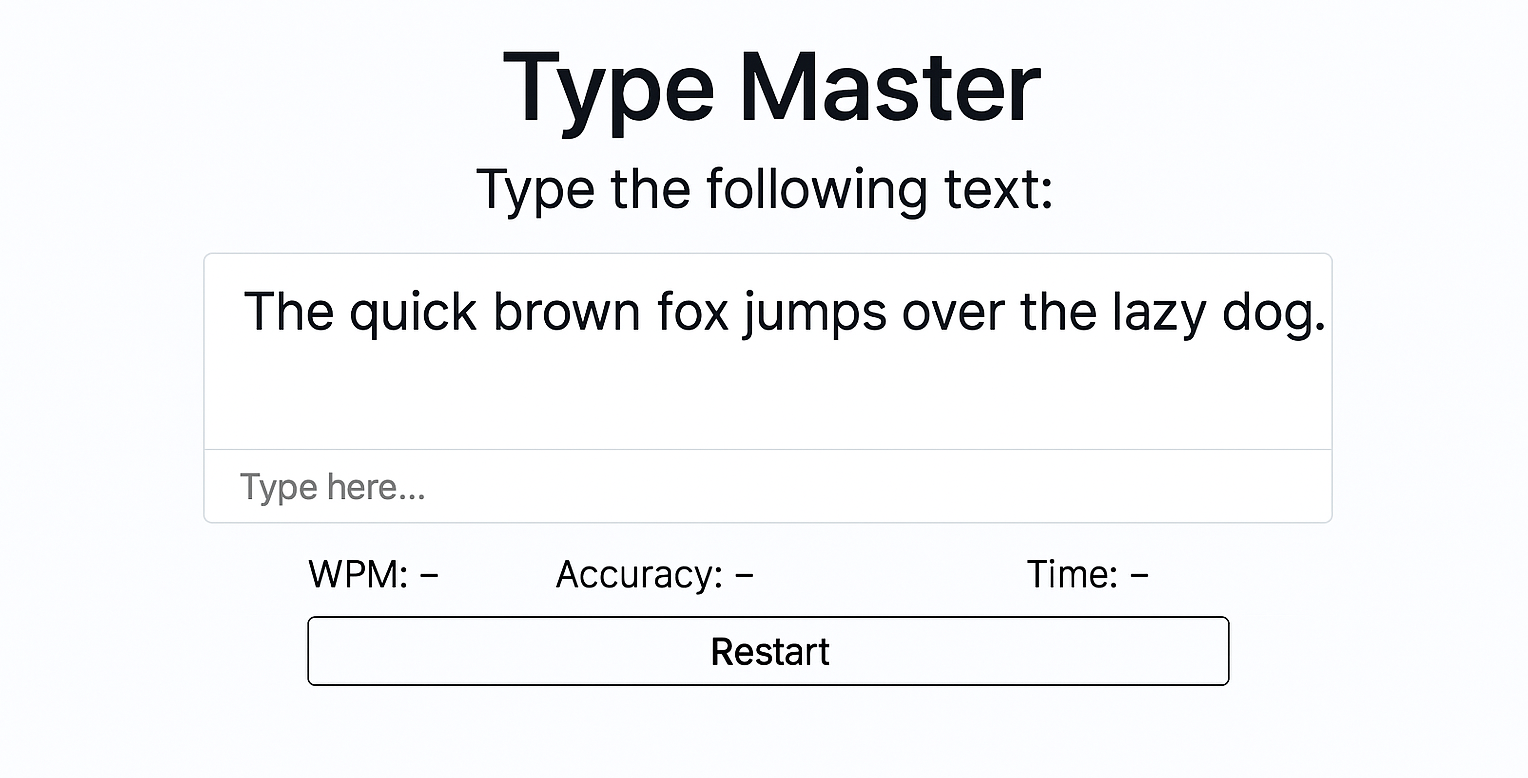 Type Master
Type the following text:
The quick brown fox jumps over the lazy dog.
Type here...
WPM: – Accuracy: – Time: –
Restart